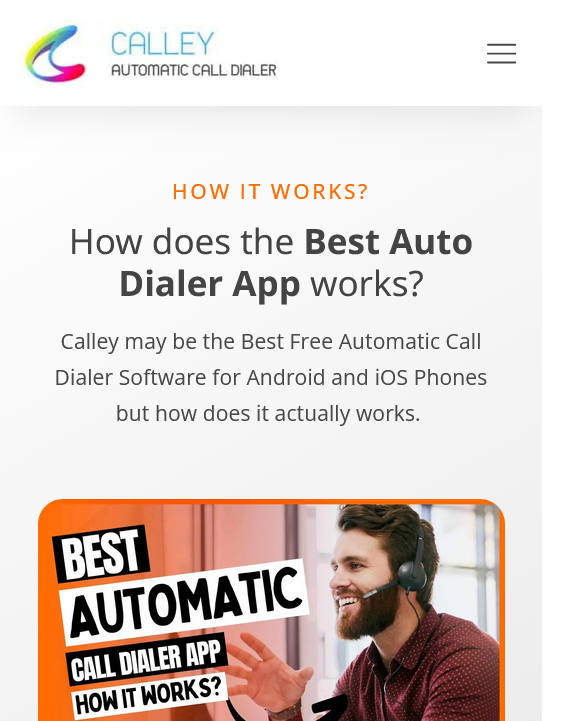 CALLEY
AUTOMATIC CALL DIALER
HOW IT WORKS?
How does the Best Auto
Dialer App works?
Calley may be the Best Free Automatic Call
Dialer Software for Android and iOS Phones
but how does it actually works.
BEST
AUTOMATIC
CALL DIALER APP
HOW IT WORKS?